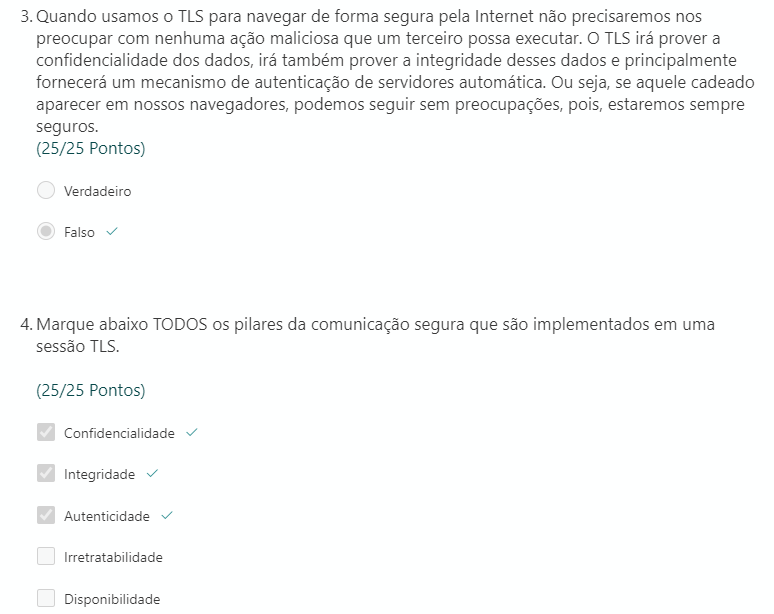 3. Quando usamos o TLS para navegar de forma segura pela Internet não precisaremos nos
preocupar com nenhuma ação maliciosa que um terceiro possa executar. O TLS irá prover a
confidencialidade dos dados, irá também prover a integridade desses dados e principalmente
fornecerá um mecanismo de autenticação de servidores automática. Ou seja, se aquele cadeado
aparecer em nossos navegadores, podemos seguir sem preocupações, pois, estaremos sempre
seguros.
(25/25 Pontos)
Verdadeiro
Falso
4. Marque abaixo TODOS os pilares da comunicação segura que são implementados em uma
sessão TLS.
(25/25 Pontos)
Confidencialidade
Integridade
Autenticidade
Irretratabilidade
Disponibilidade